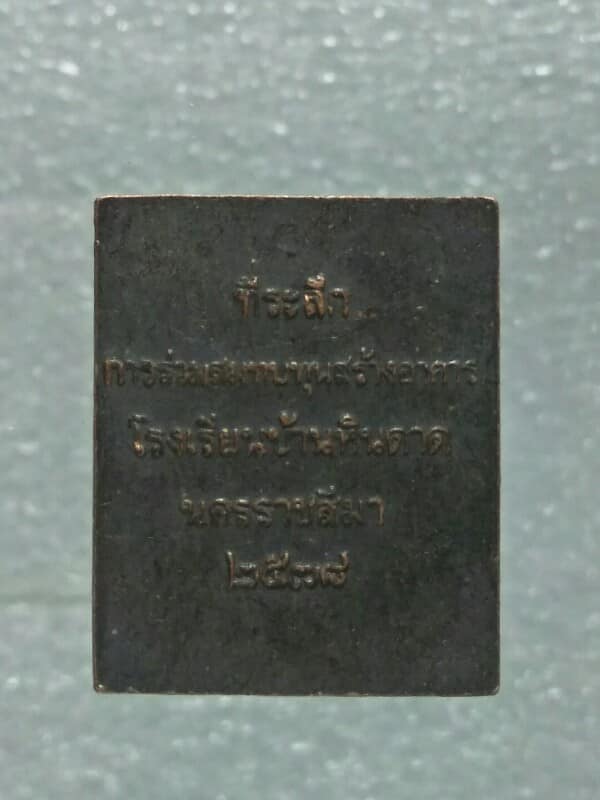 ที่ระลึก
การร่วมสมทบทุนสร้างอาคาร
โรงเรียนบ้านหินดาด
นครราชสีมา
๒๕๓๘